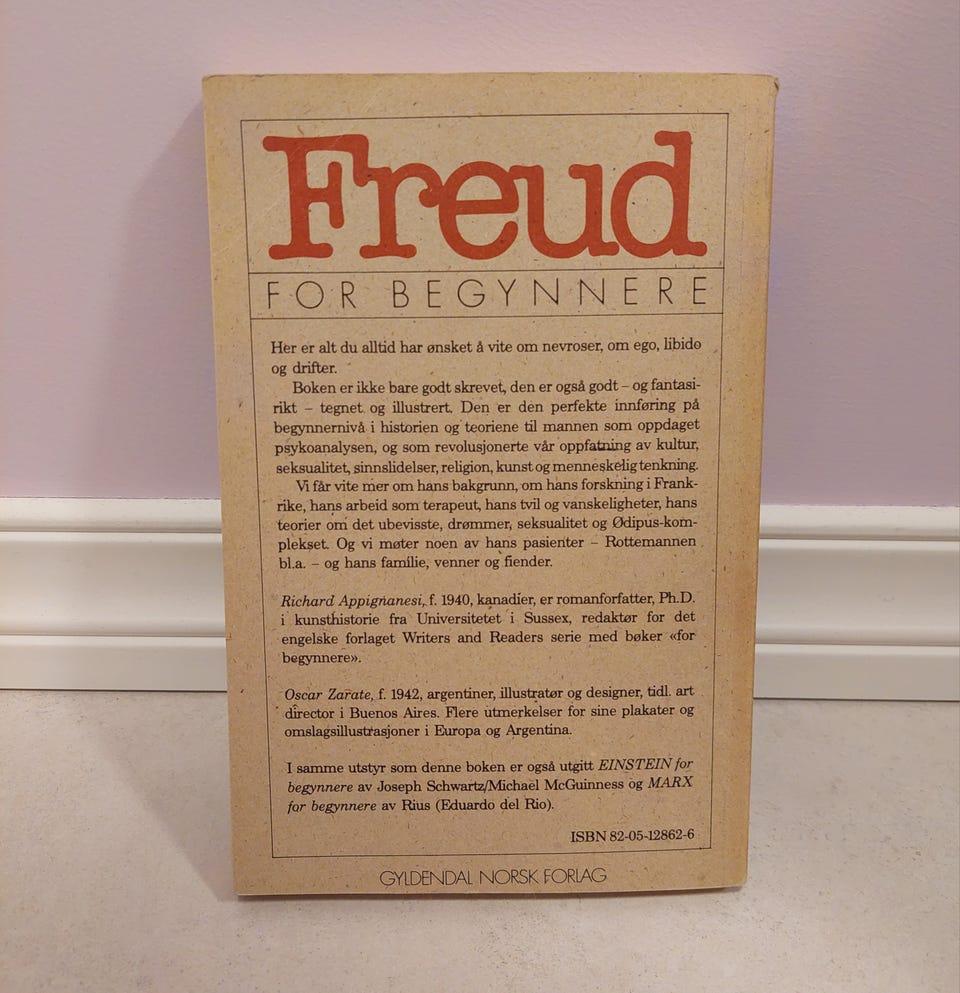 Freud
FOR BEGYNNERE
Her er alt du alltid har ønsket å vite om nevroser, om ego, libido
og drifter.
Boken er ikke bare godt skrevet, den er også godt – og fantasi-
rikt – tegnet og illustrert. Den er den perfekte innføring på
begynnernivå i historien og teoriene til mannen som oppdaget
psykoanalysen, og som revolusjonerte vår oppfatning av kultur,
seksualitet, sinnslidelser, religion, kunst og menneskelig tenkning.
Vi får vite mer om hans bakgrunn, om hans forskning i Frank-
rike, hans arbeid som terapeut, hans tvil og vanskeligheter, hans
teorier om det ubevisste, drømmer, seksualitet og Ødipus-kom-
plekset. Og vi møter noen av hans pasienter – Rottemannen
bl.a. – og hans familie, venner og fiender.
Richard Appignanesi, f. 1940, kanadier, er romanforfatter, Ph.D.
i kunsthistorie fra Universitetet i Sussex, redaktør for det
engelske forlaget Writers and Readers serie med bøker «for
begynnere».
Oscar Zarate, f. 1942, argentiner, illustratør og designer, tidl. art
director i Buenos Aires. Flere utmerkelser for sine plakater og
omslagsillustrasjoner i Europa og Argentina.
I samme utstyr som denne boken er også utgitt EINSTEIN for
begynnere av Joseph Schwartz/Michael McGuinness og MARX
for begynnere av Rius (Eduardo del Rio).
ISBN 82-05-12862-6
GYLDENDAL NORSK FORLAG